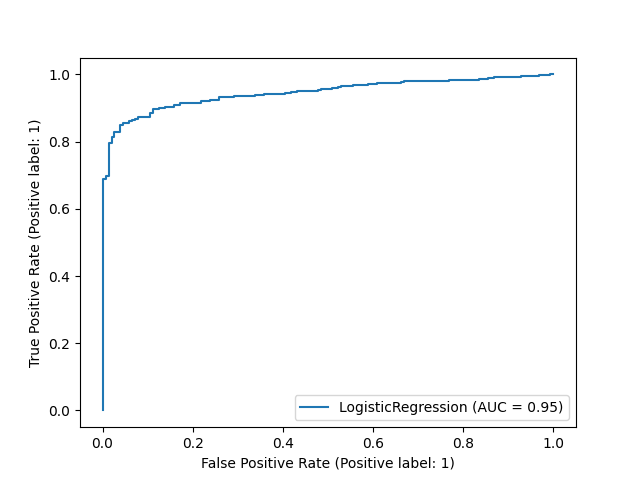 1.0
0.8
0.6
0.4
0.2
0.0
True Positive Rate (Positive label: 1)
LogisticRegression (AUC = 0.95)
0.0 0.2 0.4 0.6 0.8 1.0
False Positive Rate (Positive label: 1)